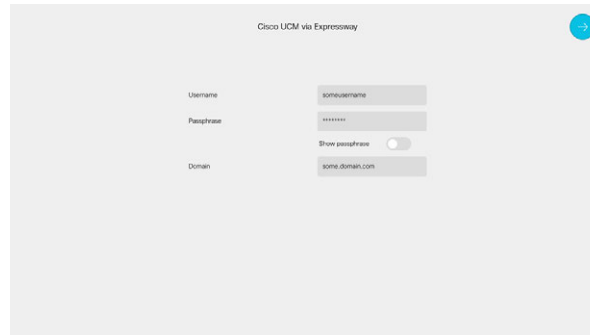 Cisco UCM via Expressway
Username
someusername
Passphrase
********
Show passphrase
Domain
some.domain.com